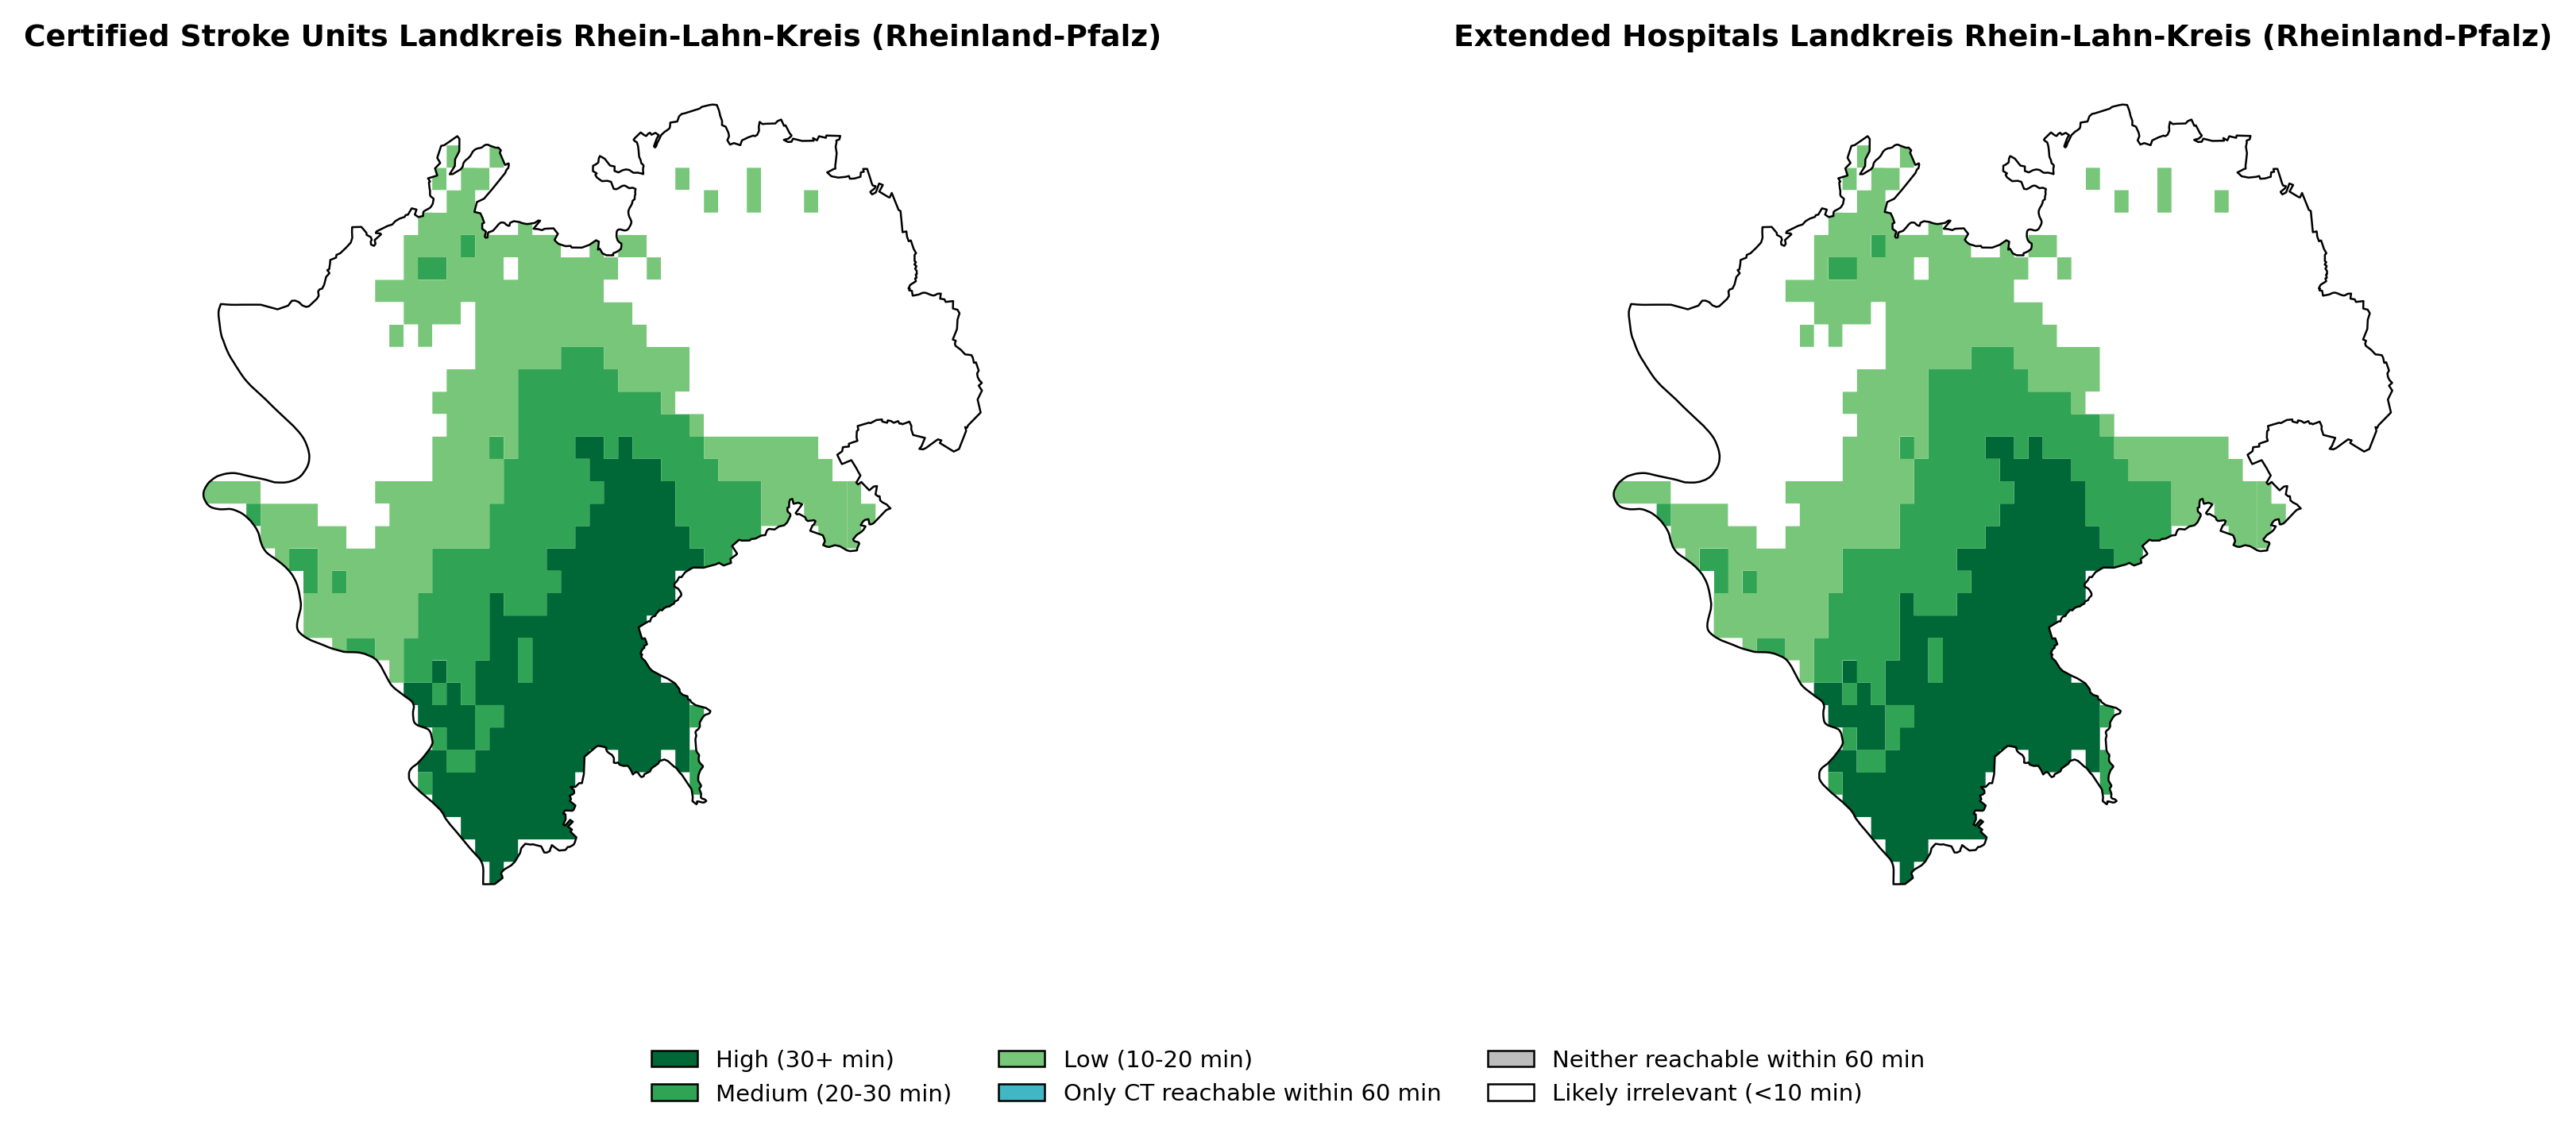 Certified Stroke Units Landkreis Rhein-Lahn-Kreis (Rheinland-Pfalz)
Extended Hospitals Landkreis Rhein-Lahn-Kreis (Rheinland-Pfalz)
High (30+ min)
Medium (20-30 min)
Low (10-20 min)
Only CT reachable within 60 min
Neither reachable within 60 min
Likely irrelevant (<10 min)